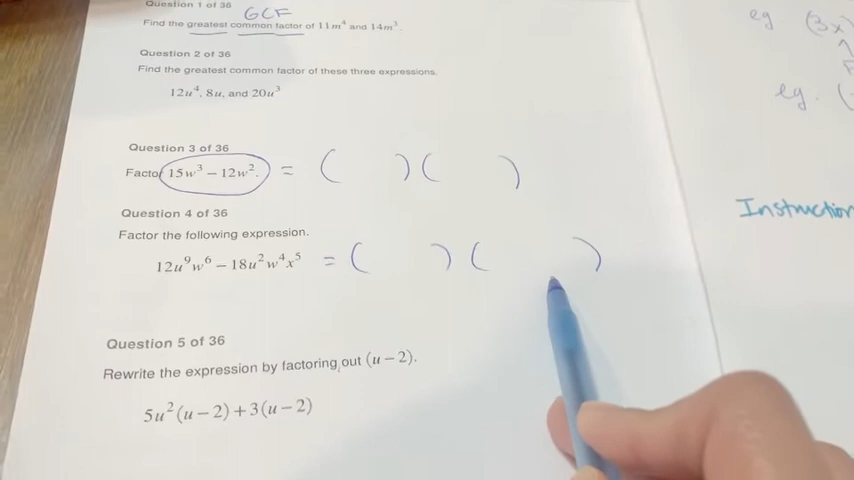 Question 1 of 36
GCF
Find the greatest common factor of 11m⁴ and 14m³.
eg (3x)
Question 2 of 36
Find the greatest common factor of these three expressions.
12u⁴, 8u, and 20u³
eg. (
Question 3 of 36
Factor 15w³ − 12w². = ( )( )
Instruction
Question 4 of 36
Factor the following expression.
12u⁹w⁶ − 18u²w⁴x⁵ = ( )( )
Question 5 of 36
Rewrite the expression by factoring out (u − 2).
5u²(u − 2) + 3(u − 2)